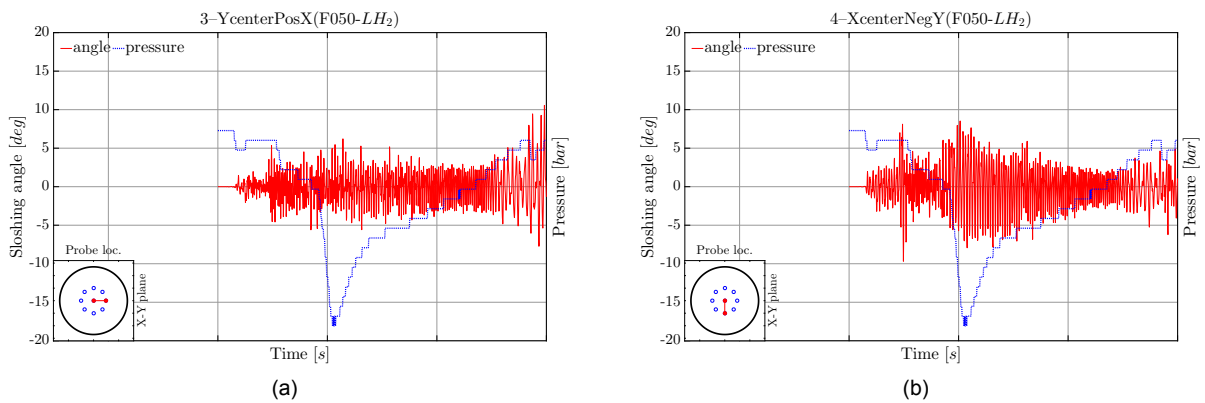 3–YcenterPosX(F050-LH₂)
angle pressure
20
15
10
5
0
-5
-10
-15
-20
Sloshing angle [deg]
Pressure [bar]
Probe loc.
X-Y plane
Time [s]
(a)
4–XcenterNegY(F050-LH₂)
angle pressure
20
15
10
5
0
-5
-10
-15
-20
Sloshing angle [deg]
Pressure [bar]
Probe loc.
X-Y plane
Time [s]
(b)